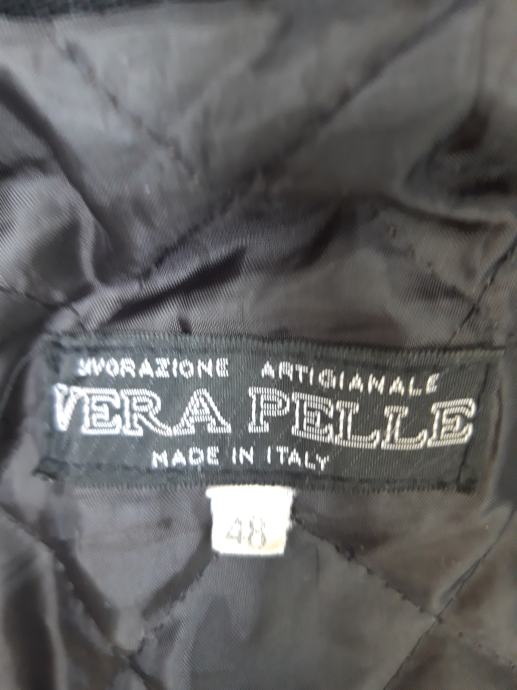 LAVORAZIONE ARTIGIANALE
VERA PELLE
MADE IN ITALY
48